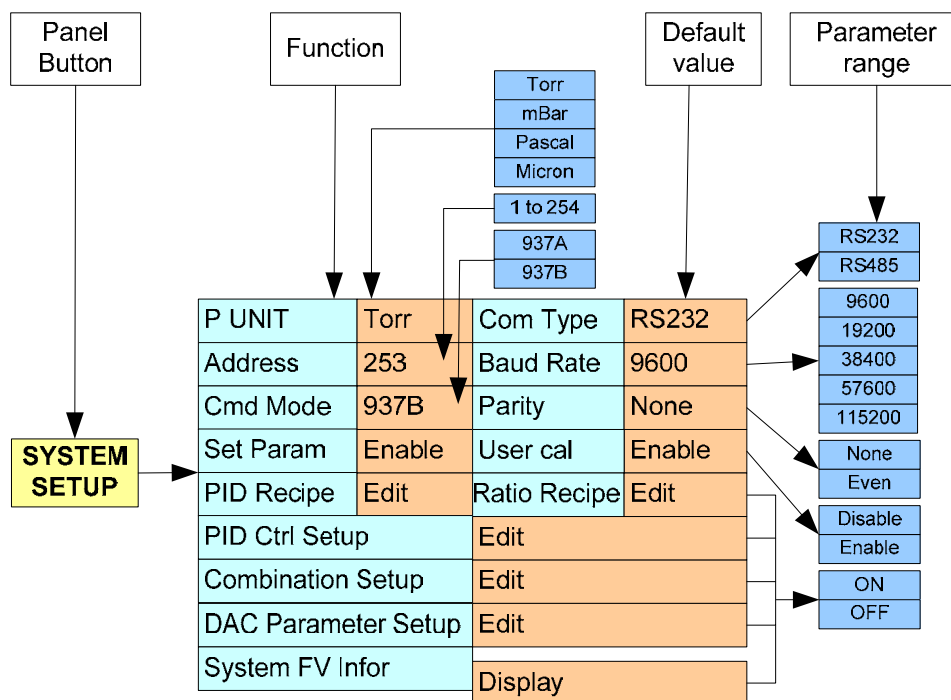 Panel
Button
Function
Default
value
Parameter
range
Torr
mBar
Pascal
Micron
1 to 254
937A
937B
RS232
RS485
9600
19200
38400
57600
115200
None
Even
Disable
Enable
ON
OFF
SYSTEM
SETUP
P UNIT Torr Com Type RS232
Address 253 Baud Rate 9600
Cmd Mode 937B Parity None
Set Param Enable User cal Enable
PID Recipe Edit Ratio Recipe Edit
PID Ctrl Setup Edit
Combination Setup Edit
DAC Parameter Setup Edit
System FV Infor
Display